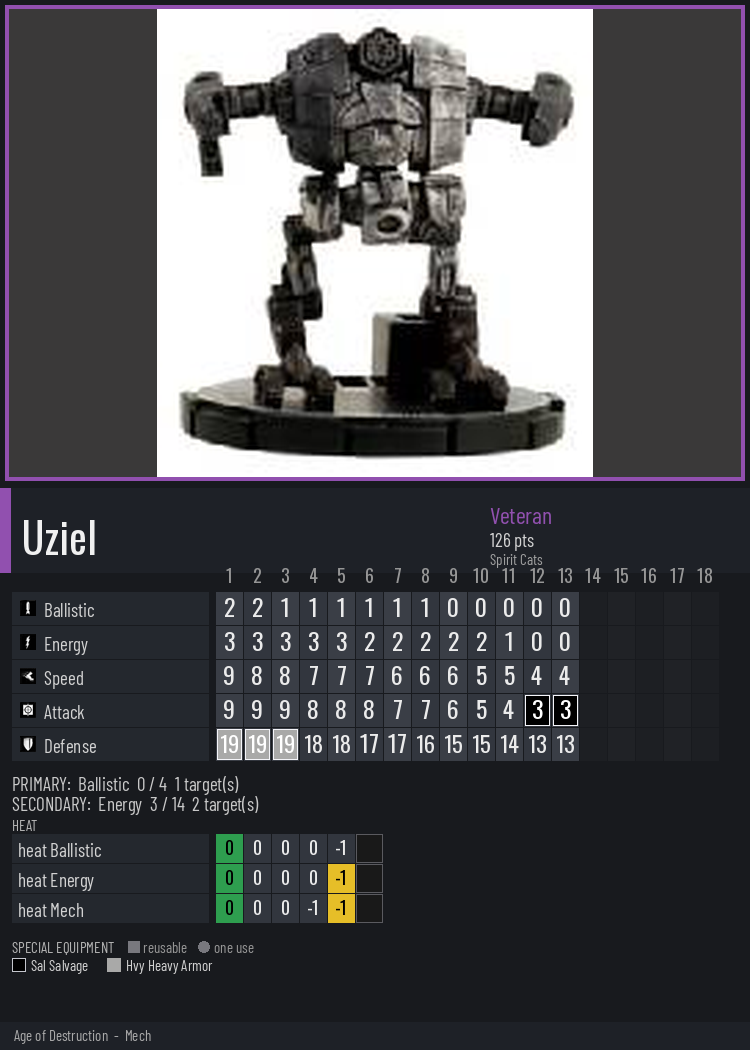 Uziel
Veteran
126 pts
Spirit Cats
1 2 3 4 5 6 7 8 9 10 11 12 13 14 15 16 17 18
Ballistic 2 2 1 1 1 1 1 1 0 0 0 0 0
Energy 3 3 3 3 3 2 2 2 2 2 1 0 0
Speed 9 8 8 7 7 7 6 6 6 5 5 4 4
Attack 9 9 9 8 8 8 7 7 6 5 4 3 3
Defense 19 19 19 18 18 17 17 16 15 15 14 13 13
PRIMARY: Ballistic 0 / 4 1 target(s)
SECONDARY: Energy 3 / 14 2 target(s)
HEAT
heat Ballistic 0 0 0 0 -1
heat Energy 0 0 0 0 -1
heat Mech 0 0 0 -1 -1
SPECIAL EQUIPMENT reusable one use
Sal Salvage Hvy Heavy Armor
Age of Destruction - Mech